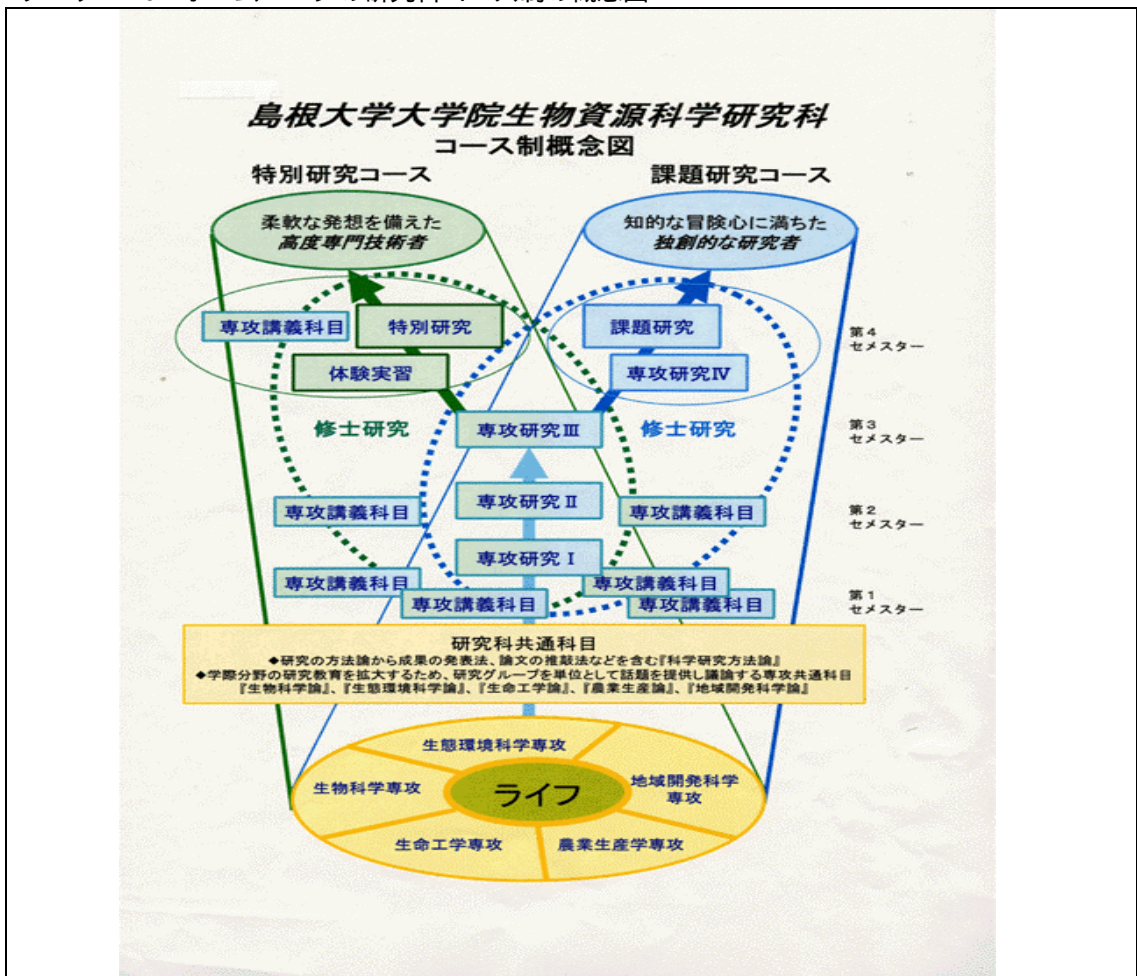 島根大学大学院生物資源科学研究科
コース制概念図
特別研究コース
課題研究コース
柔軟な発想を備えた
高度専門技術者
知的な冒険心に満ちた
独創的な研究者
専攻講義科目
特別研究
課題研究
第4
セメスター
体験実習
専攻研究Ⅳ
修士研究
専攻研究Ⅲ
修士研究
第3
セメスター
専攻講義科目
専攻研究Ⅱ
専攻講義科目
第2
セメスター
専攻研究Ⅰ
専攻講義科目
専攻講義科目
専攻講義科目
専攻講義科目
第1
セメスター
研究科共通科目
◆研究の方法論から成果の発表法、論文の推敲法などを含む『科学研究方法論』
◆学際分野の研究教育を拡大するため、研究グループを単位として話題を提供し議論する専攻共通科目
『生物科学論』、『生態環境科学論』、『生命工学論』、『農業生産論』、『地域開発科学論』
生態環境科学専攻
生物科学専攻
ライフ
地域開発科学
専攻
生命工学専攻
農業生産学専攻